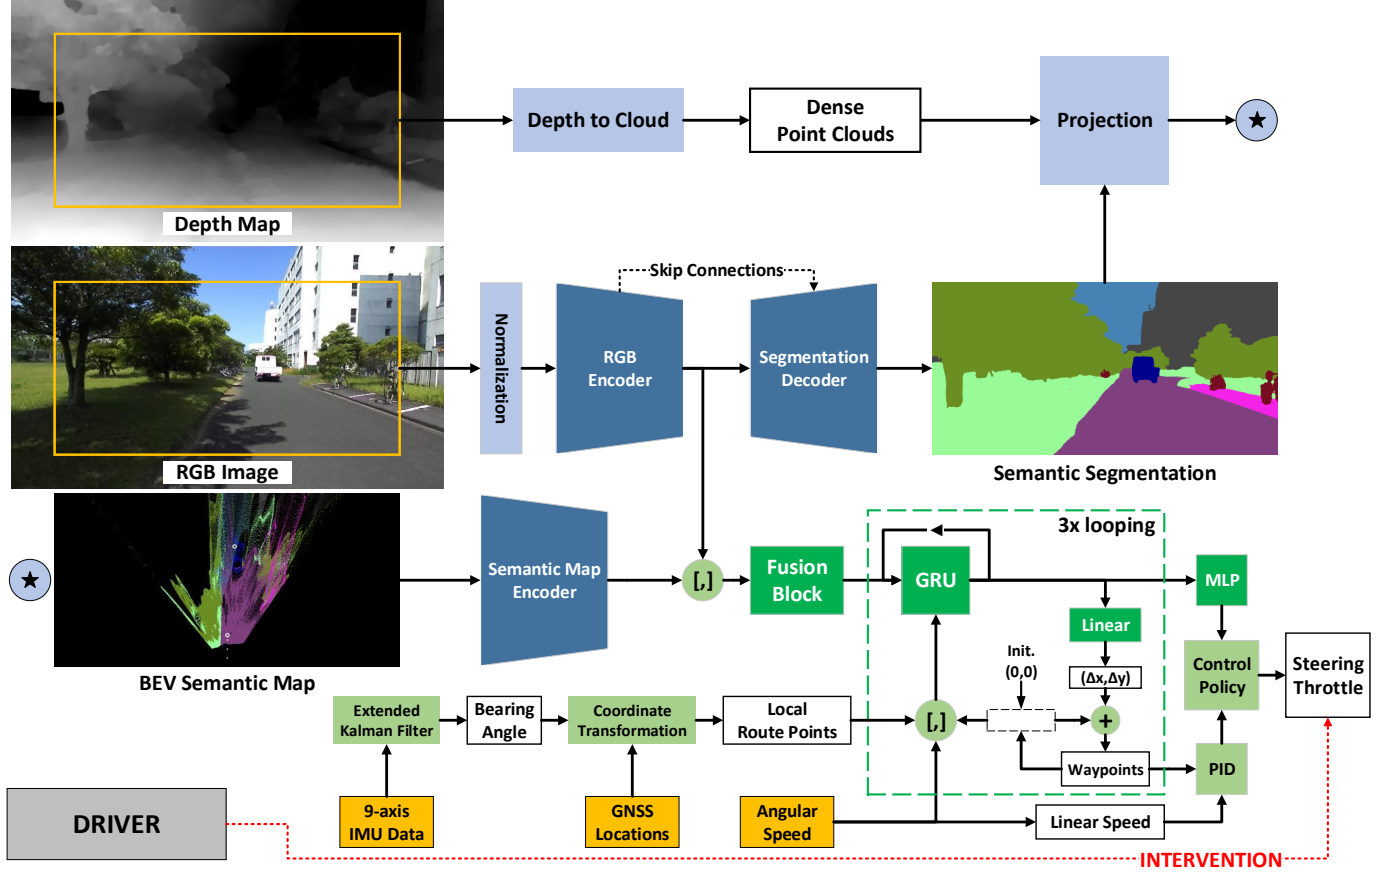 Depth Map
Depth to Cloud
Dense
Point Clouds
Projection
★
RGB Image
Normalization
RGB
Encoder
Skip Connections
Segmentation
Decoder
Semantic Segmentation
★
BEV Semantic Map
Semantic Map
Encoder
[,]
Fusion
Block
3x looping
GRU
MLP
Linear
Init.
(0,0)
(Δx,Δy)
Control
Policy
Steering
Throttle
Extended
Kalman Filter
Bearing
Angle
Coordinate
Transformation
Local
Route Points
[,]
+
Waypoints
PID
DRIVER
9-axis
IMU Data
GNSS
Locations
Angular
Speed
Linear Speed
INTERVENTION